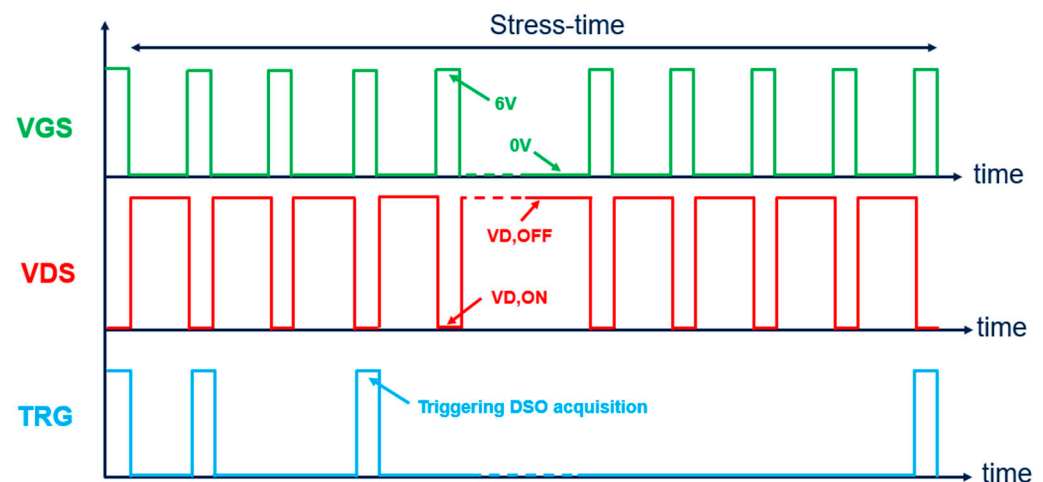 Stress-time
VGS
6V
0V
time
VDS
VD,OFF
VD,ON
time
TRG
Triggering DSO acquisition
time